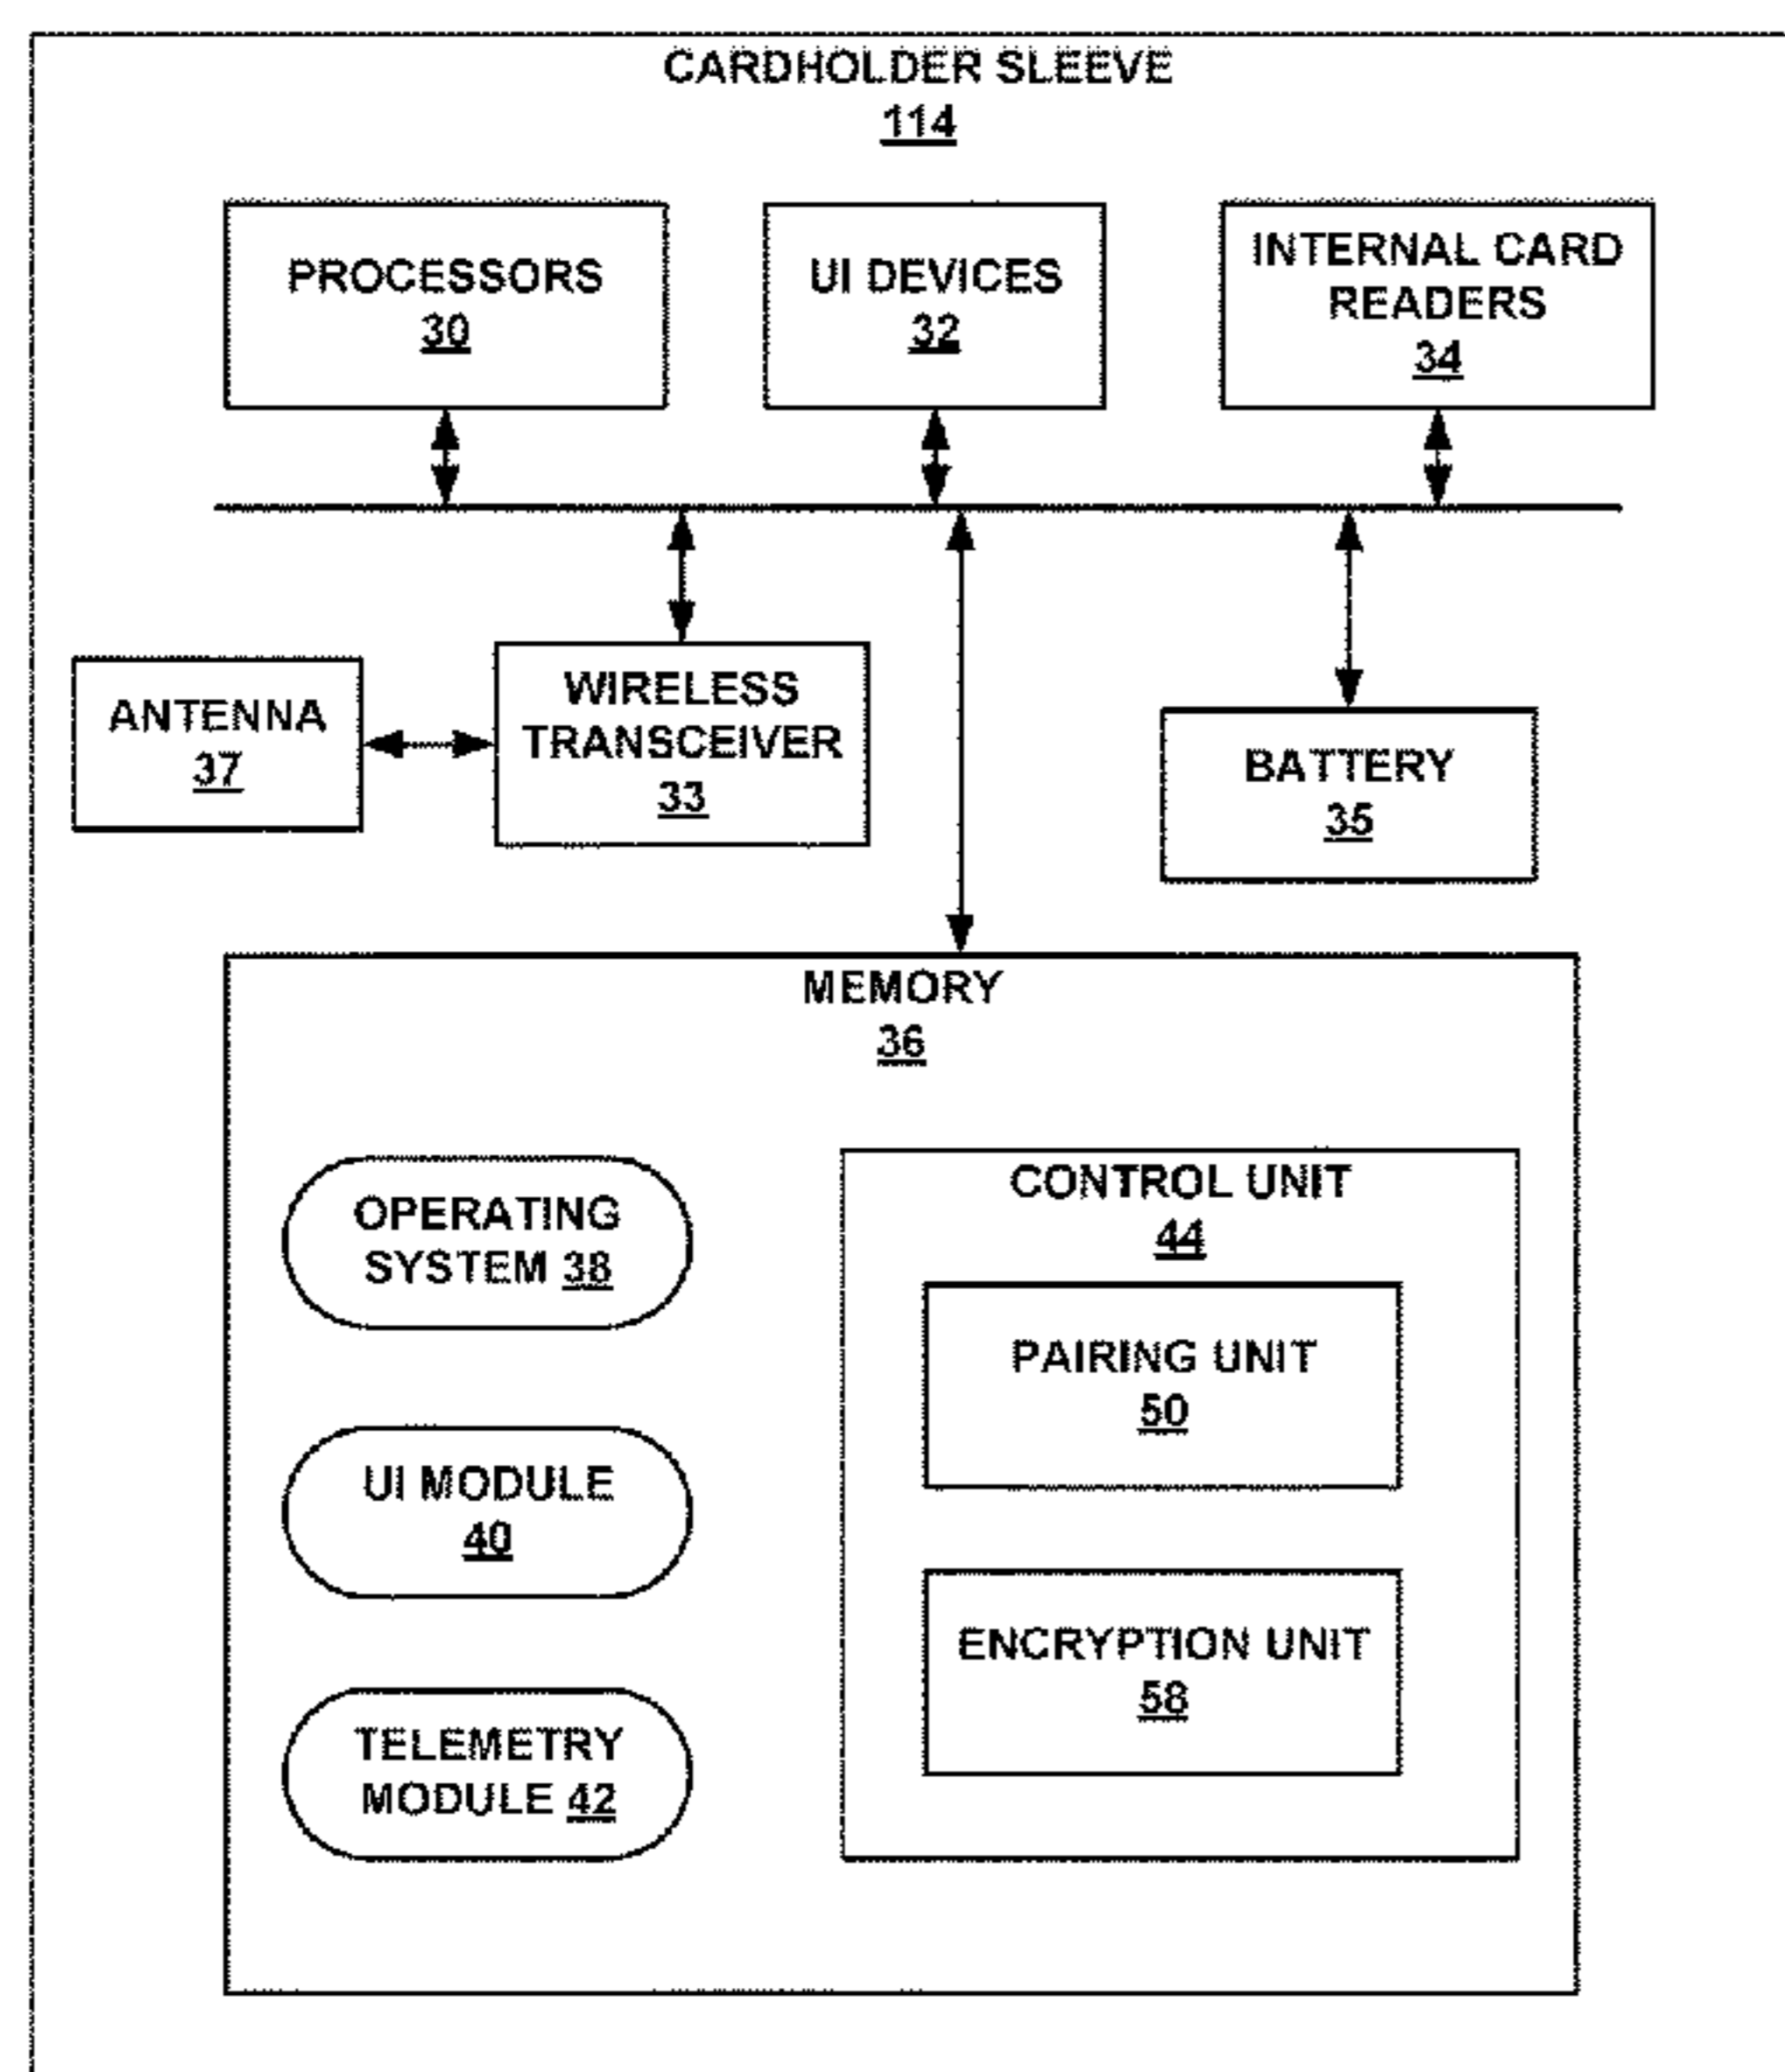 CARDHOLDER SLEEVE
114
PROCESSORS
30
UI DEVICES
32
INTERNAL CARD
READERS
34
ANTENNA
37
WIRELESS
TRANSCEIVER
33
BATTERY
35
MEMORY
36
OPERATING
SYSTEM 38
UI MODULE
40
TELEMETRY
MODULE 42
CONTROL UNIT
44
PAIRING UNIT
50
ENCRYPTION UNIT
58